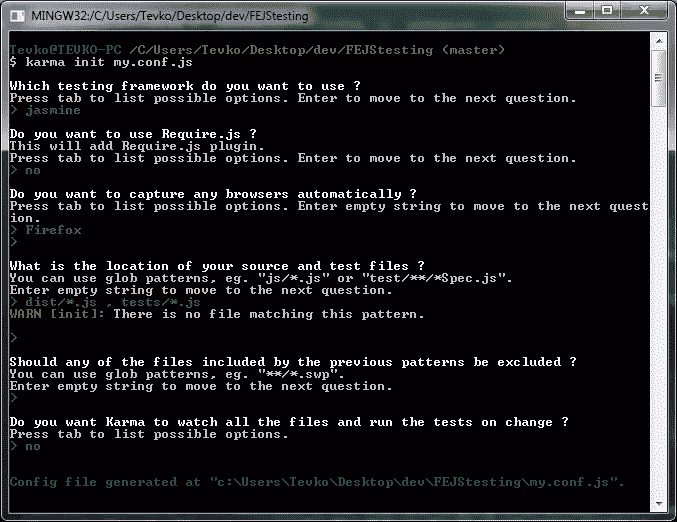 MINGW32:/C/Users/Tevko/Desktop/dev/FEJStesting
Tevko@TEVKO-PC /C/Users/Tevko/Desktop/dev/FEJStesting (master)
$ karma init my.conf.js
Which testing framework do you want to use ?
Press tab to list possible options. Enter to move to the next question.
> jasmine
Do you want to use Require.js ?
This will add Require.js plugin.
Press tab to list possible options. Enter to move to the next question.
> no
Do you want to capture any browsers automatically ?
Press tab to list possible options. Enter empty string to move to the next quest
ion.
> Firefox
>
What is the location of your source and test files ?
You can use glob patterns, eg. "js/*.js" or "test/**/*Spec.js".
Enter empty string to move to the next question.
> dist/*.js , tests/*.js
WARN [init]: There is no file matching this pattern.
>
Should any of the files included by the previous patterns be excluded ?
You can use glob patterns, eg. "**/*.swp".
Enter empty string to move to the next question.
>
Do you want Karma to watch all the files and run the tests on change ?
Press tab to list possible options.
> no
Config file generated at "c:\Users\Tevko\Desktop\dev\FEJStesting\my.conf.js".